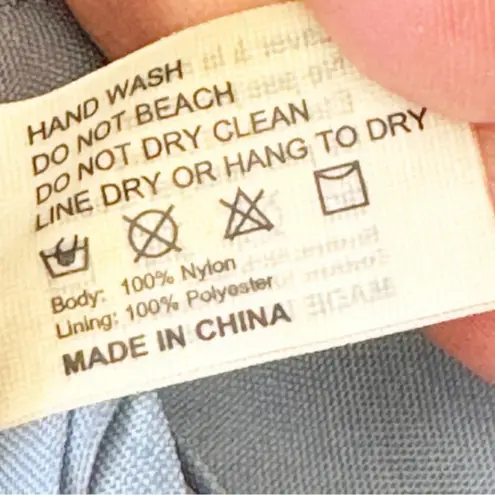 HAND WASH
DO NOT BEACH
DO NOT DRY CLEAN
LINE DRY OR HANG TO DRY
Body: 100% Nylon
Lining: 100% Polyester
MADE IN CHINA